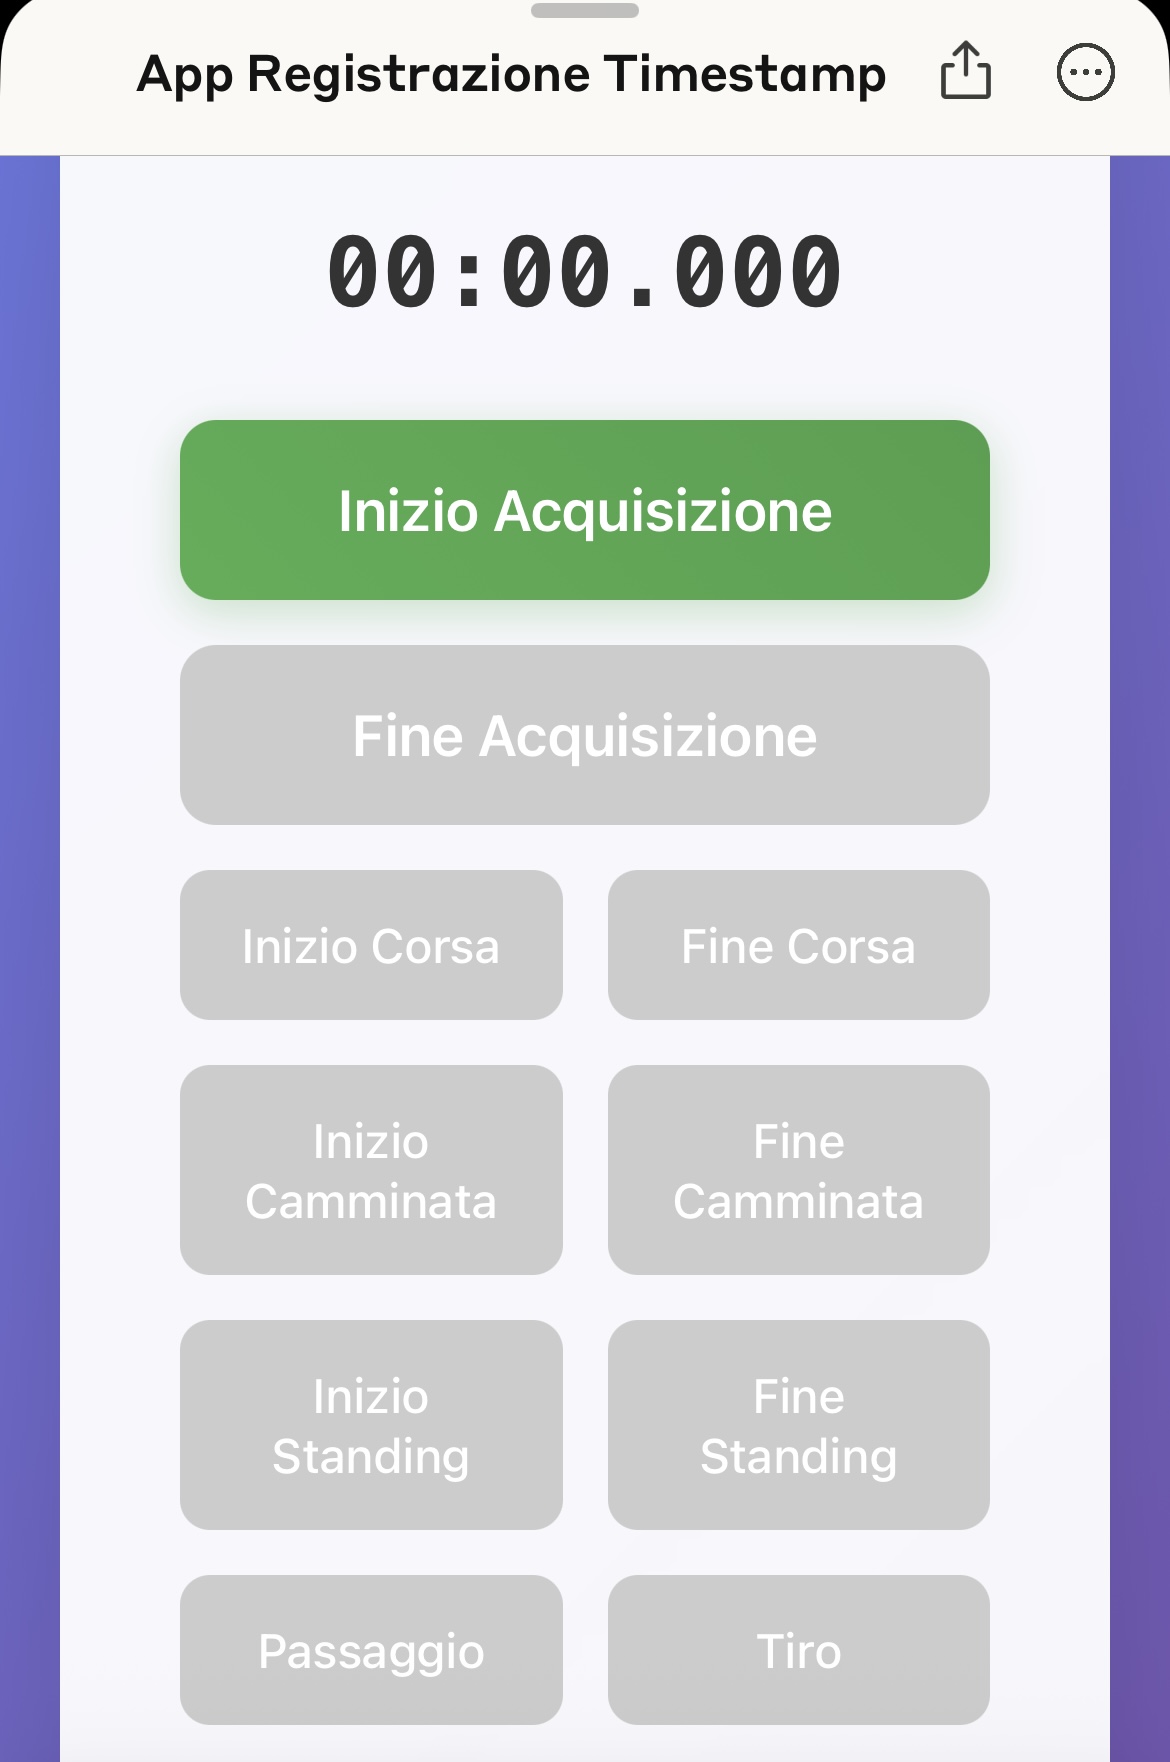 App Registrazione Timestamp
00:00.000
Inizio Acquisizione
Fine Acquisizione
Inizio Corsa
Fine Corsa
Inizio
Camminata
Fine
Camminata
Inizio
Standing
Fine
Standing
Passaggio
Tiro